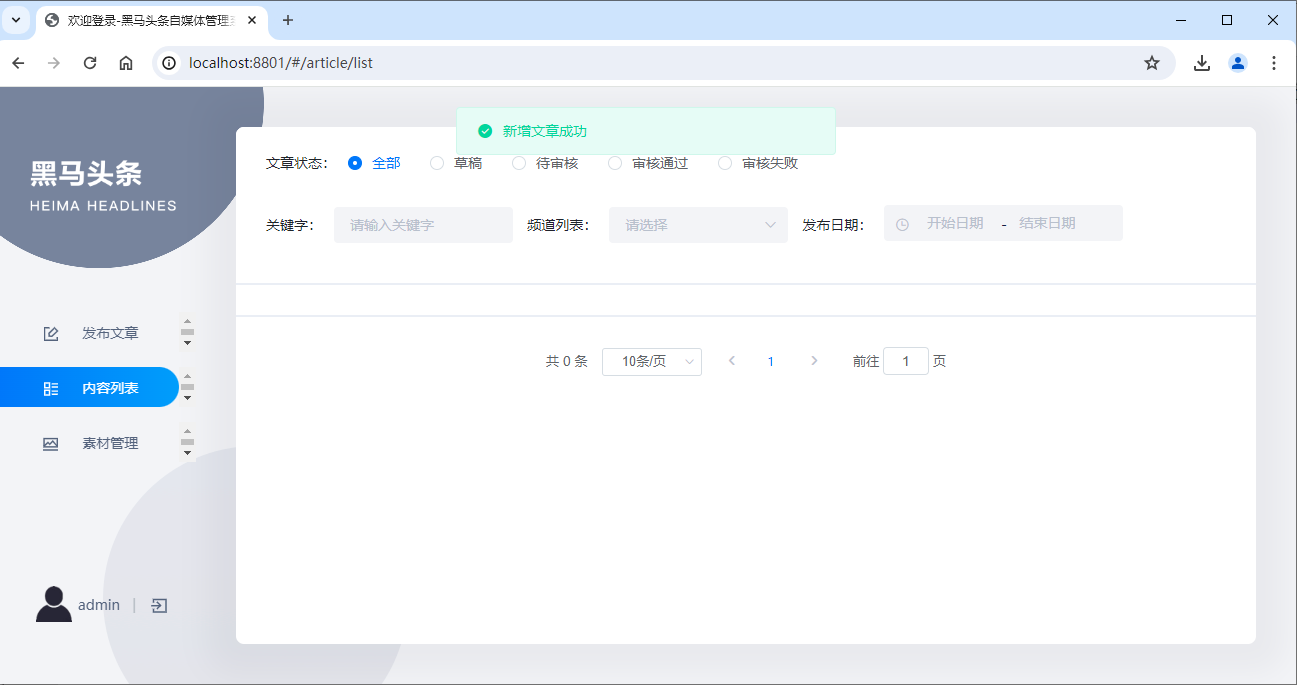 欢迎登录-黑马头条自媒体管理
localhost:8801/#/article/list
新增文章成功
黑马头条
HEIMA HEADLINES
文章状态： 全部 草稿 待审核 审核通过 审核失败
关键字： 请输入关键字 频道列表： 请选择 发布日期： 开始日期 - 结束日期
发布文章
内容列表
素材管理
共 0 条 10条/页 1 前往 1 页
admin